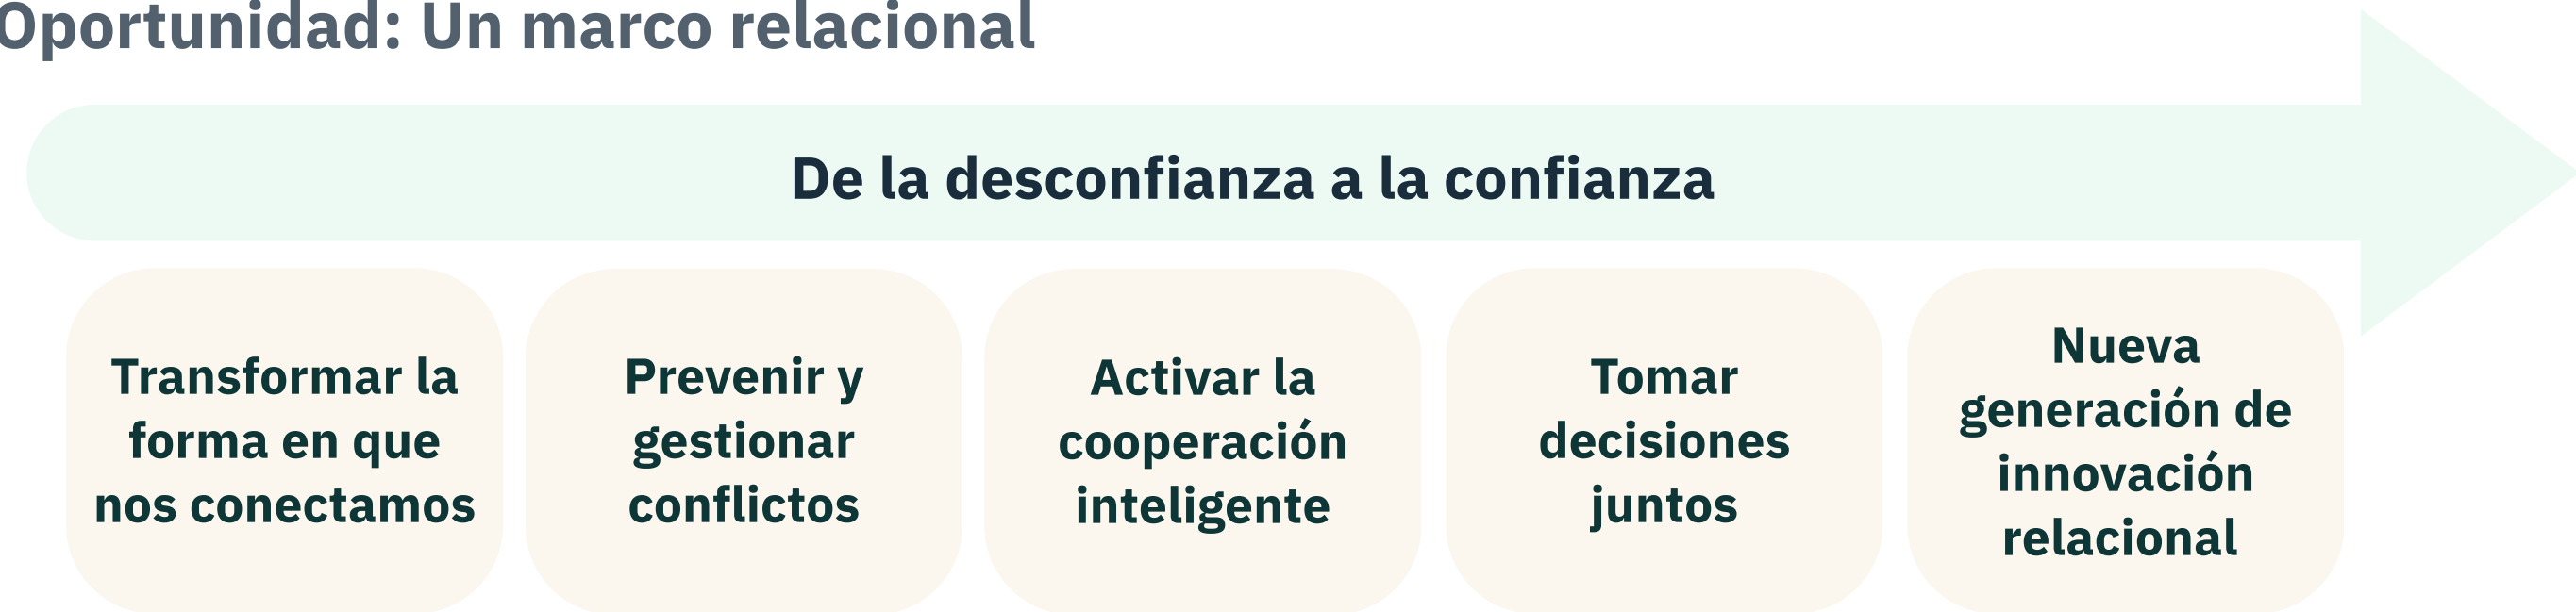 Oportunidad: Un marco relacional
De la desconfianza a la confianza
Transformar la
forma en que
nos conectamos
Prevenir y
gestionar
conflictos
Activar la
cooperación
inteligente
Tomar
decisiones
juntos
Nueva
generación de
innovación
relacional